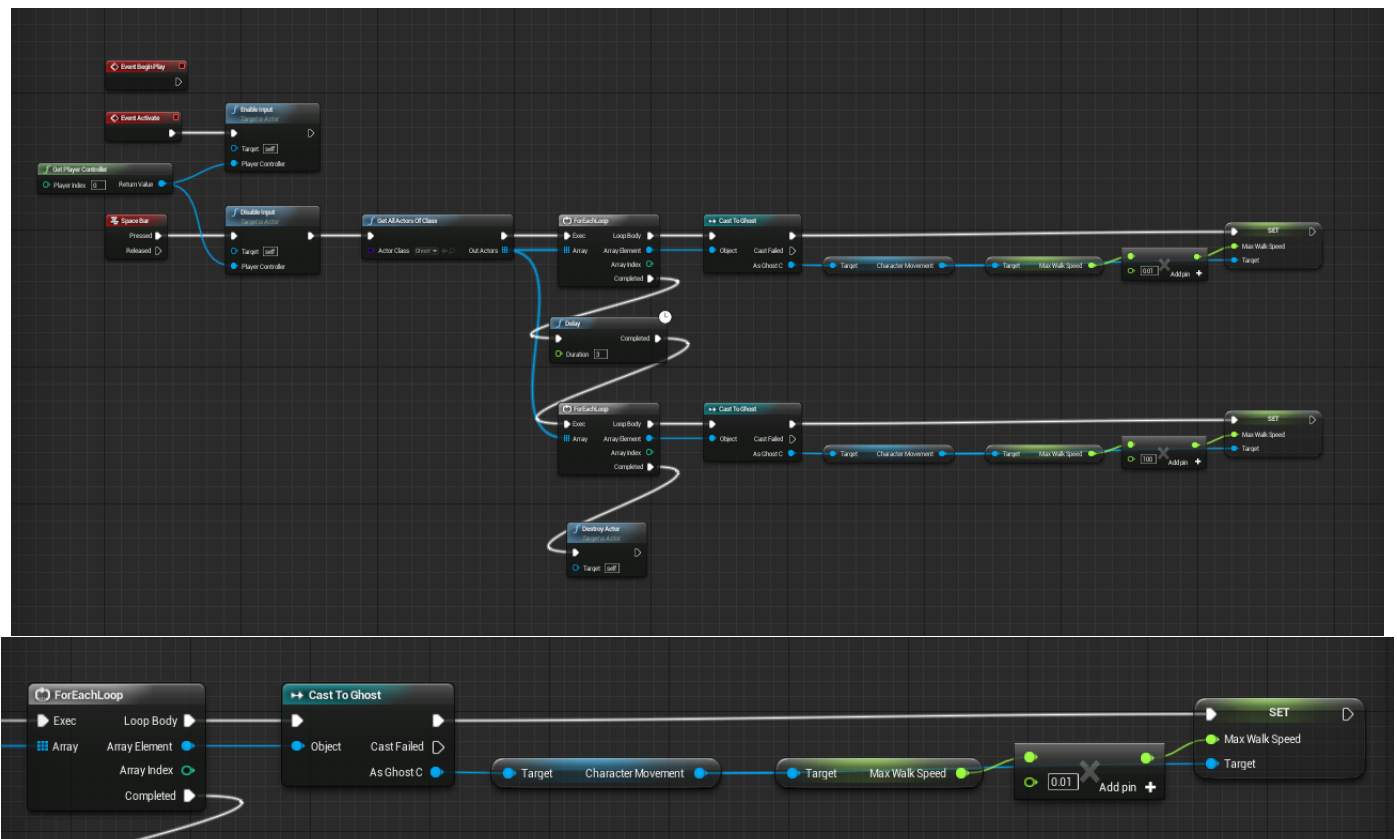 Event BeginPlay
Event Activate
Enable Input
Target is Actor
Target self
Player Controller
Get Player Controller
Player Index 0 Return Value
Space Bar
Pressed
Released
Disable Input
Target is Actor
Target self
Player Controller
Get All Actors Of Class
Actor Class Ghost Out Actors
ForEachLoop
Exec Loop Body
Array Array Element
Array Index
Completed
Cast To Ghost
Object Cast Failed
As Ghost C
Target Character Movement
Target Max Walk Speed
0.01
Add pin +
SET
Max Walk Speed
Target
Delay
Completed
Duration 3
ForEachLoop
Exec Loop Body
Array Array Element
Array Index
Completed
Cast To Ghost
Object Cast Failed
As Ghost C
Target Character Movement
Target Max Walk Speed
100
Add pin +
SET
Max Walk Speed
Target
Destroy Actor
Target is Actor
Target self
ForEachLoop
Exec Loop Body
Array Array Element
Array Index
Completed
Cast To Ghost
Object Cast Failed
As Ghost C
Target Character Movement
Target Max Walk Speed
0.01
Add pin +
SET
Max Walk Speed
Target